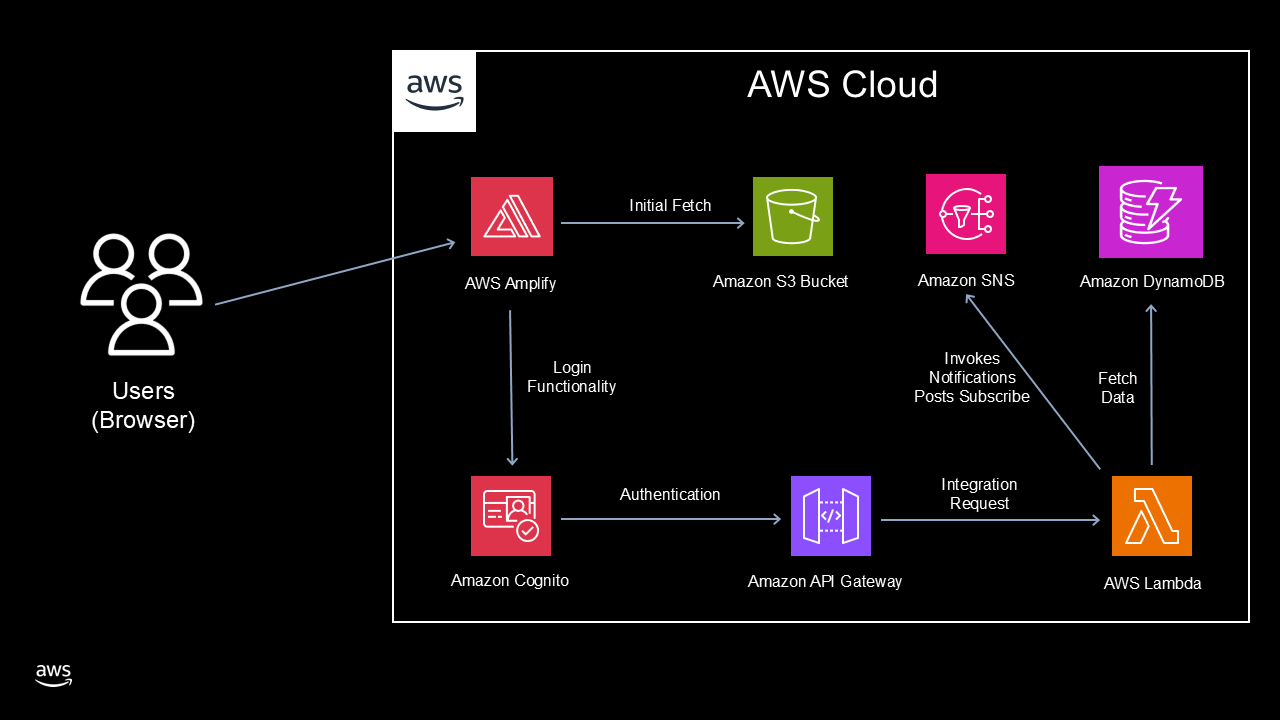 aws
AWS Cloud
Initial Fetch
AWS Amplify
Amazon S3 Bucket
Amazon SNS
Amazon DynamoDB
Users
(Browser)
Login
Functionality
Invokes
Notifications
Posts Subscribe
Fetch
Data
Authentication
Integration
Request
</>
Amazon Cognito
Amazon API Gateway
AWS Lambda
aws